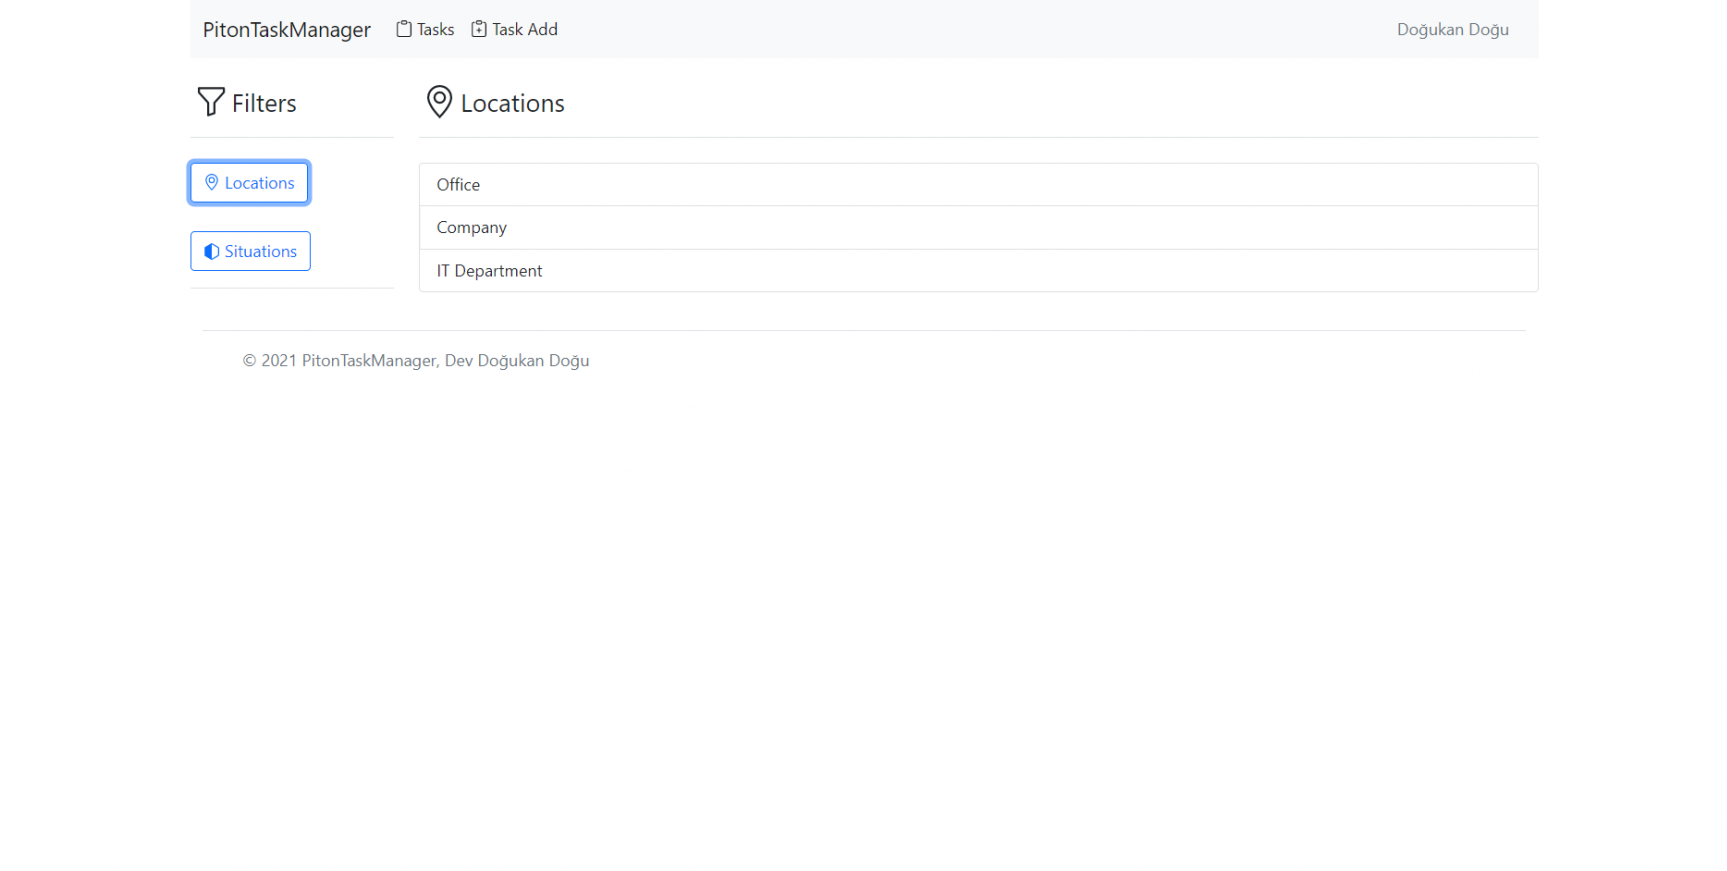 PitonTaskManager Tasks Task Add Doğukan Doğu
Filters
Locations
Situations
Locations
Office
Company
IT Department
© 2021 PitonTaskManager, Dev Doğukan Doğu